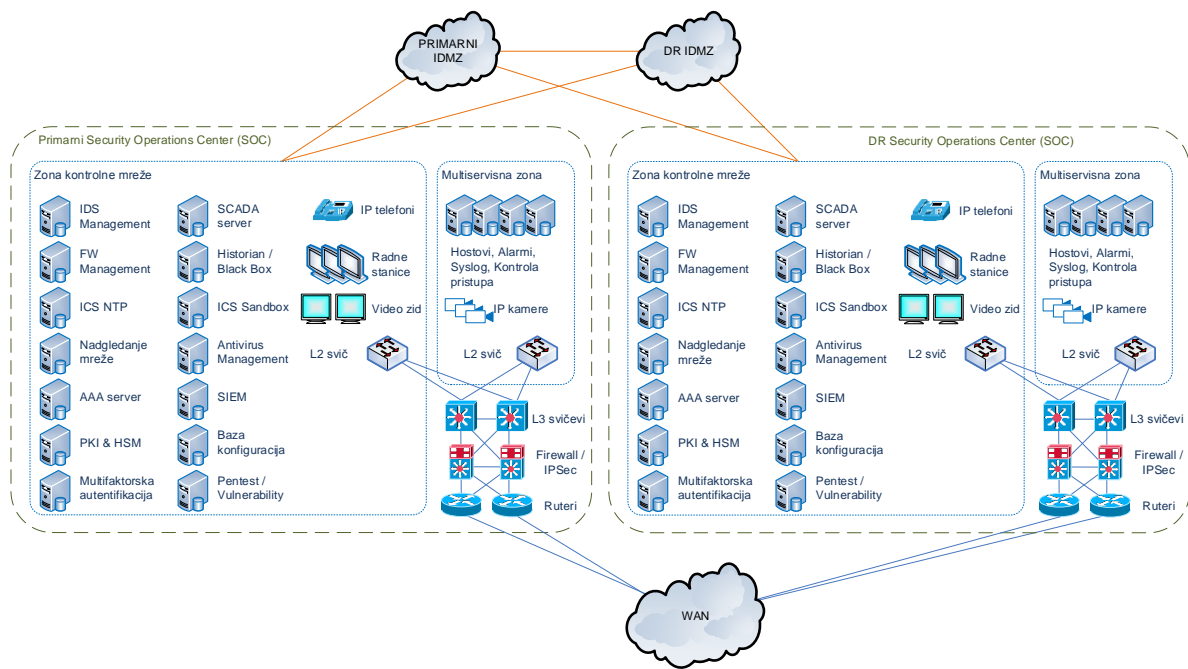 PRIMARNI
IDMZ
DR IDMZ
Primarni Security Operations Center (SOC)
Zona kontrolne mreže
IDS
Management
FW
Management
ICS NTP
Nadgledanje
mreže
AAA server
PKI & HSM
Multifaktorska
autentifikacija
SCADA
server
Historian /
Black Box
ICS Sandbox
Antivirus
Management
SIEM
Baza
konfiguracija
Pentest /
Vulnerability
IP
IP telefoni
Radne
stanice
Video zid
L2 svič
Multiservisna zona
Hostovi, Alarmi,
Syslog, Kontrola
pristupa
IP kamere
L2 svič
L3 svičevi
Firewall /
IPSec
Ruteri
DR Security Operations Center (SOC)
Zona kontrolne mreže
IDS
Management
FW
Management
ICS NTP
Nadgledanje
mreže
AAA server
PKI & HSM
Multifaktorska
autentifikacija
SCADA
server
Historian /
Black Box
ICS Sandbox
Antivirus
Management
SIEM
Baza
konfiguracija
Pentest /
Vulnerability
IP
IP telefoni
Radne
stanice
Video zid
L2 svič
Multiservisna zona
Hostovi, Alarmi,
Syslog, Kontrola
pristupa
IP kamere
L2 svič
L3 svičevi
Firewall /
IPSec
Ruteri
WAN